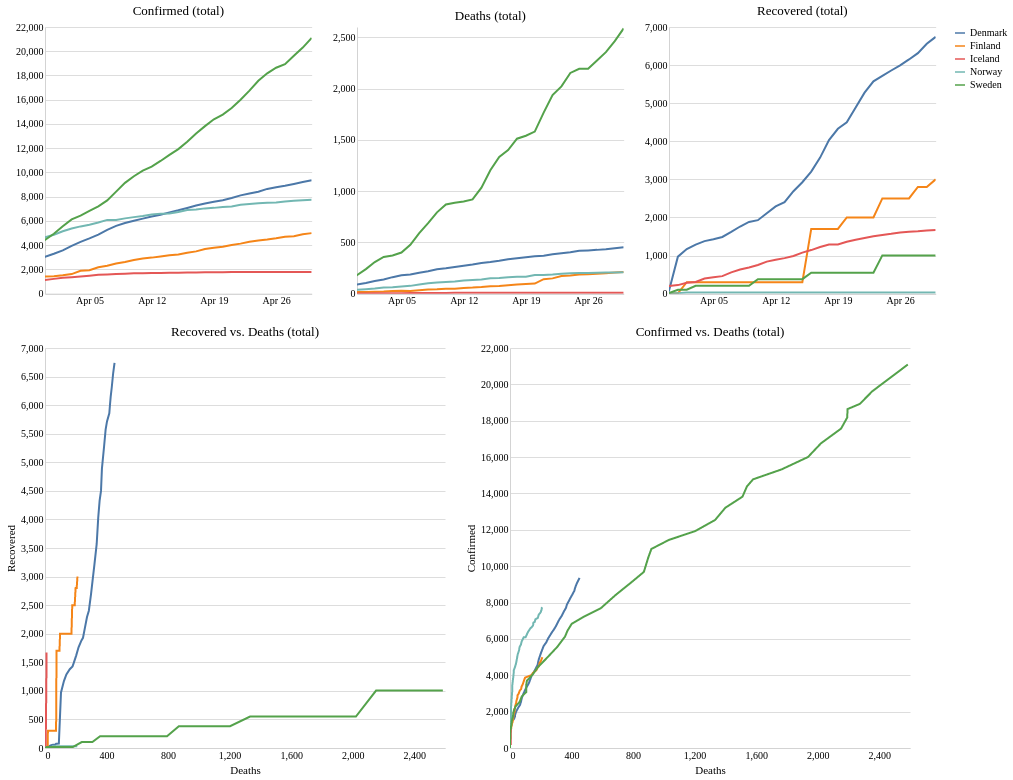 Confirmed (total)
22,000
20,000
18,000
16,000
14,000
12,000
10,000
8,000
6,000
4,000
2,000
0
Apr 05 Apr 12 Apr 19 Apr 26
Deaths (total)
2,500
2,000
1,500
1,000
500
0
Apr 05 Apr 12 Apr 19 Apr 26
Recovered (total)
7,000
6,000
5,000
4,000
3,000
2,000
1,000
0
Apr 05 Apr 12 Apr 19 Apr 26
Denmark
Finland
Iceland
Norway
Sweden
Recovered vs. Deaths (total)
Recovered
7,000
6,500
6,000
5,500
5,000
4,500
4,000
3,500
3,000
2,500
2,000
1,500
1,000
500
0
0 400 800 1,200 1,600 2,000 2,400
Deaths
Confirmed vs. Deaths (total)
Confirmed
22,000
20,000
18,000
16,000
14,000
12,000
10,000
8,000
6,000
4,000
2,000
0
0 400 800 1,200 1,600 2,000 2,400
Deaths